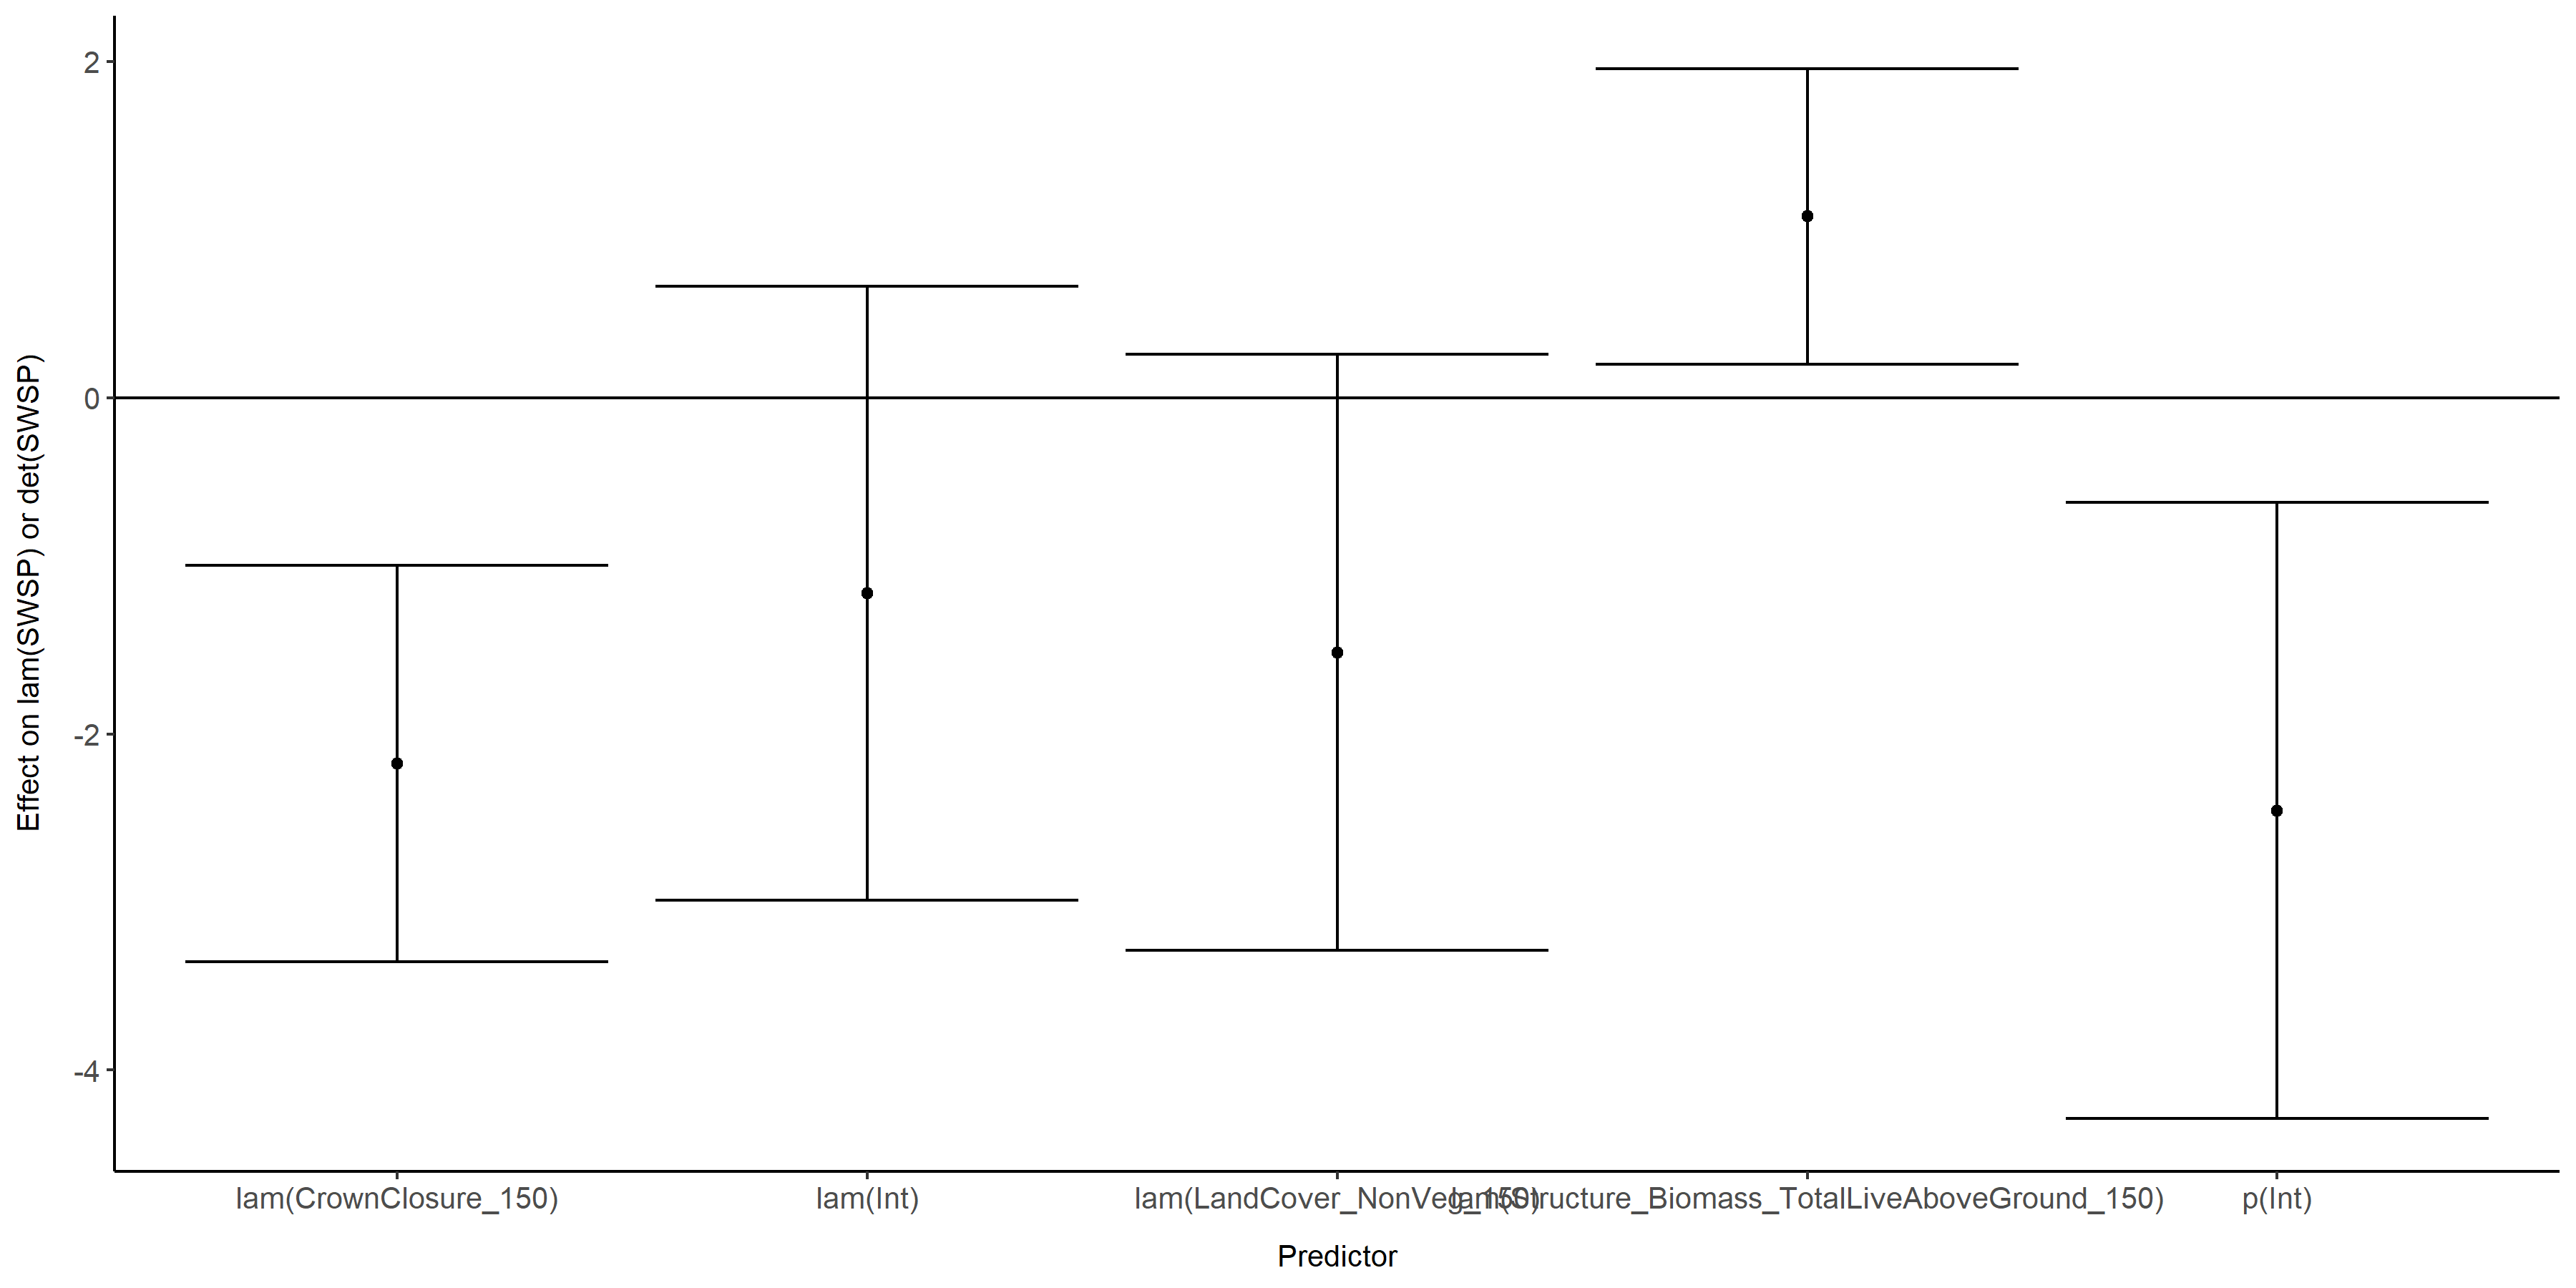 Effect on lam(SWSP) or det(SWSP)
2
0
-2
-4
lam(CrownClosure_150)
lam(Int)
lam(LandCover_NonVeg_150)
lam(Structure_Biomass_TotalLiveAboveGround_150)
p(Int)
Predictor